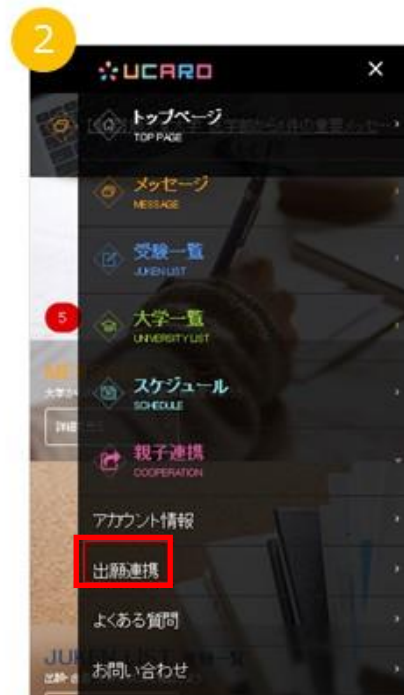 2
UCARO
×
トップページ
TOP PAGE
メッセージ
MESSAGE
受験一覧
JUKEN LIST
5
大学一覧
UNIVERSITY LIST
スケジュール
SCHEDULE
親子連携
COOPERATION
アカウント情報
出願連携
よくある質問
お問い合わせ